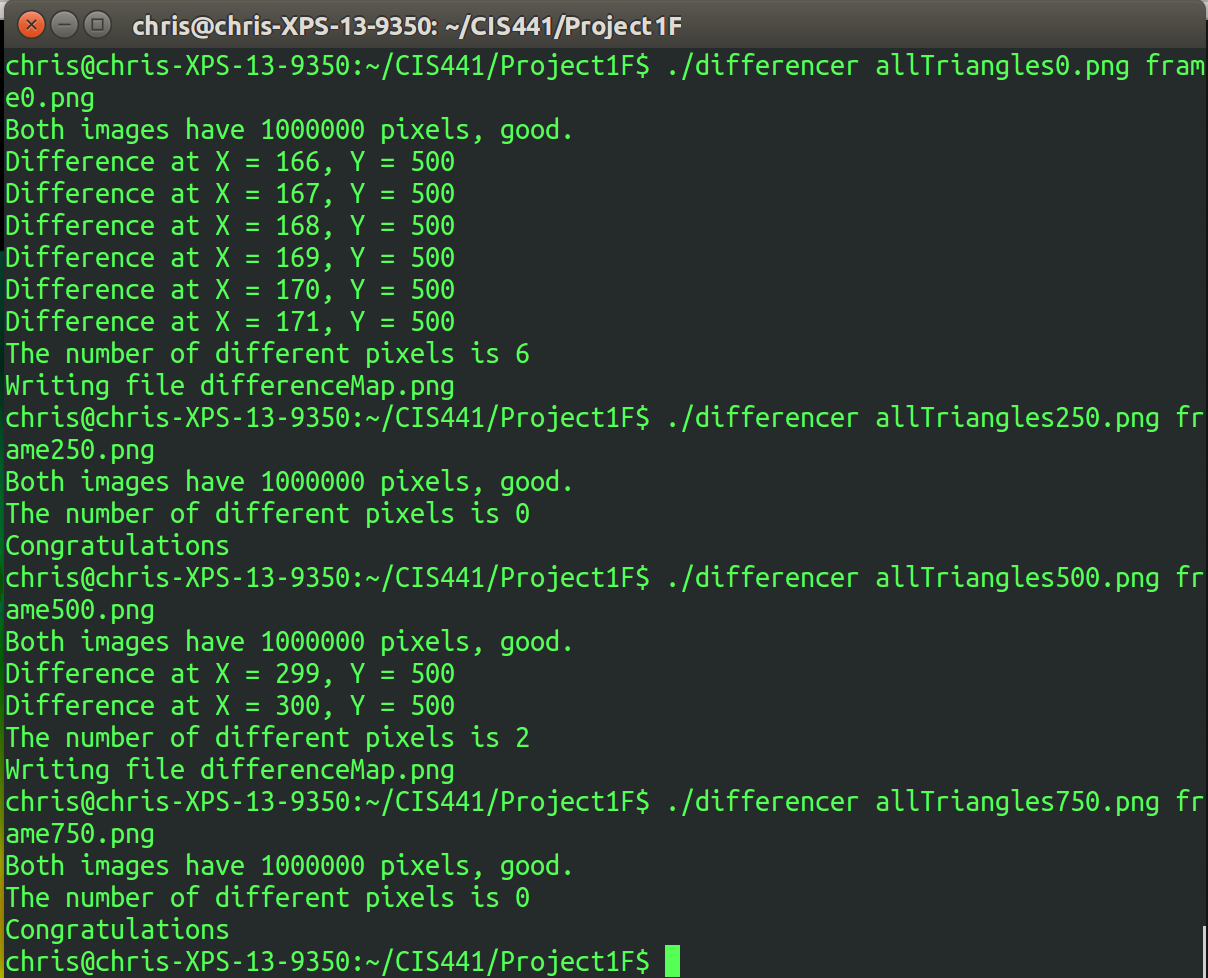 chris@chris-XPS-13-9350: ~/CIS441/Project1F
chris@chris-XPS-13-9350:~/CIS441/Project1F$ ./differencer allTriangles0.png fram
e0.png
Both images have 1000000 pixels, good.
Difference at X = 166, Y = 500
Difference at X = 167, Y = 500
Difference at X = 168, Y = 500
Difference at X = 169, Y = 500
Difference at X = 170, Y = 500
Difference at X = 171, Y = 500
The number of different pixels is 6
Writing file differenceMap.png
chris@chris-XPS-13-9350:~/CIS441/Project1F$ ./differencer allTriangles250.png fr
ame250.png
Both images have 1000000 pixels, good.
The number of different pixels is 0
Congratulations
chris@chris-XPS-13-9350:~/CIS441/Project1F$ ./differencer allTriangles500.png fr
ame500.png
Both images have 1000000 pixels, good.
Difference at X = 299, Y = 500
Difference at X = 300, Y = 500
The number of different pixels is 2
Writing file differenceMap.png
chris@chris-XPS-13-9350:~/CIS441/Project1F$ ./differencer allTriangles750.png fr
ame750.png
Both images have 1000000 pixels, good.
The number of different pixels is 0
Congratulations
chris@chris-XPS-13-9350:~/CIS441/Project1F$